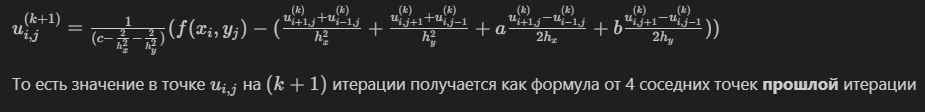 $u_{i,j}^{(k+1)} = \frac{1}{(c-\frac{2}{h_x^2}-\frac{2}{h_y^2})}(f(x_i, y_j) - (\frac{u_{i+1,j}^{(k)}+u_{i-1,j}^{(k)}}{h_x^2} + \frac{u_{i,j+1}^{(k)}+u_{i,j-1}^{(k)}}{h_y^2} + a\frac{u_{i+1,j}^{(k)}-u_{i-1,j}^{(k)}}{2h_x} + b\frac{u_{i,j+1}^{(k)}-u_{i,j-1}^{(k)}}{2h_y}))$
То есть значение в точке $u_{i,j}$ на $(k+1)$ итерации получается как формула от 4 соседних точек прошлой итерации